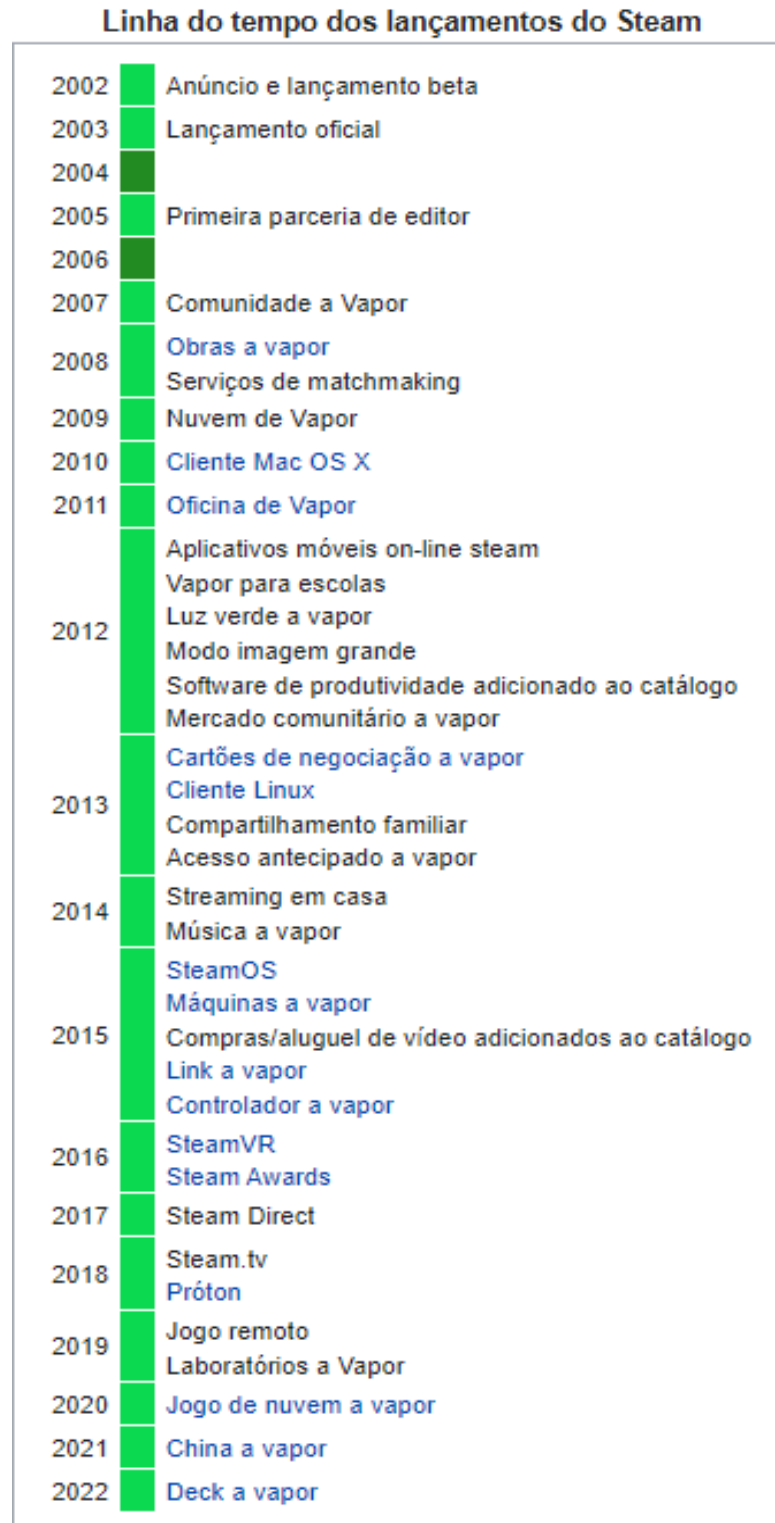 Linha do tempo dos lançamentos do Steam
2002 Anúncio e lançamento beta
2003 Lançamento oficial
2004
2005 Primeira parceria de editor
2006
2007 Comunidade a Vapor
2008 Obras a vapor
Serviços de matchmaking
2009 Nuvem de Vapor
2010 Cliente Mac OS X
2011 Oficina de Vapor
2012 Aplicativos móveis on-line steam
Vapor para escolas
Luz verde a vapor
Modo imagem grande
Software de produtividade adicionado ao catálogo
Mercado comunitário a vapor
2013 Cartões de negociação a vapor
Cliente Linux
Compartilhamento familiar
Acesso antecipado a vapor
2014 Streaming em casa
Música a vapor
2015 SteamOS
Máquinas a vapor
Compras/aluguel de vídeo adicionados ao catálogo
Link a vapor
Controlador a vapor
2016 SteamVR
Steam Awards
2017 Steam Direct
2018 Steam.tv
Próton
2019 Jogo remoto
Laboratórios a Vapor
2020 Jogo de nuvem a vapor
2021 China a vapor
2022 Deck a vapor